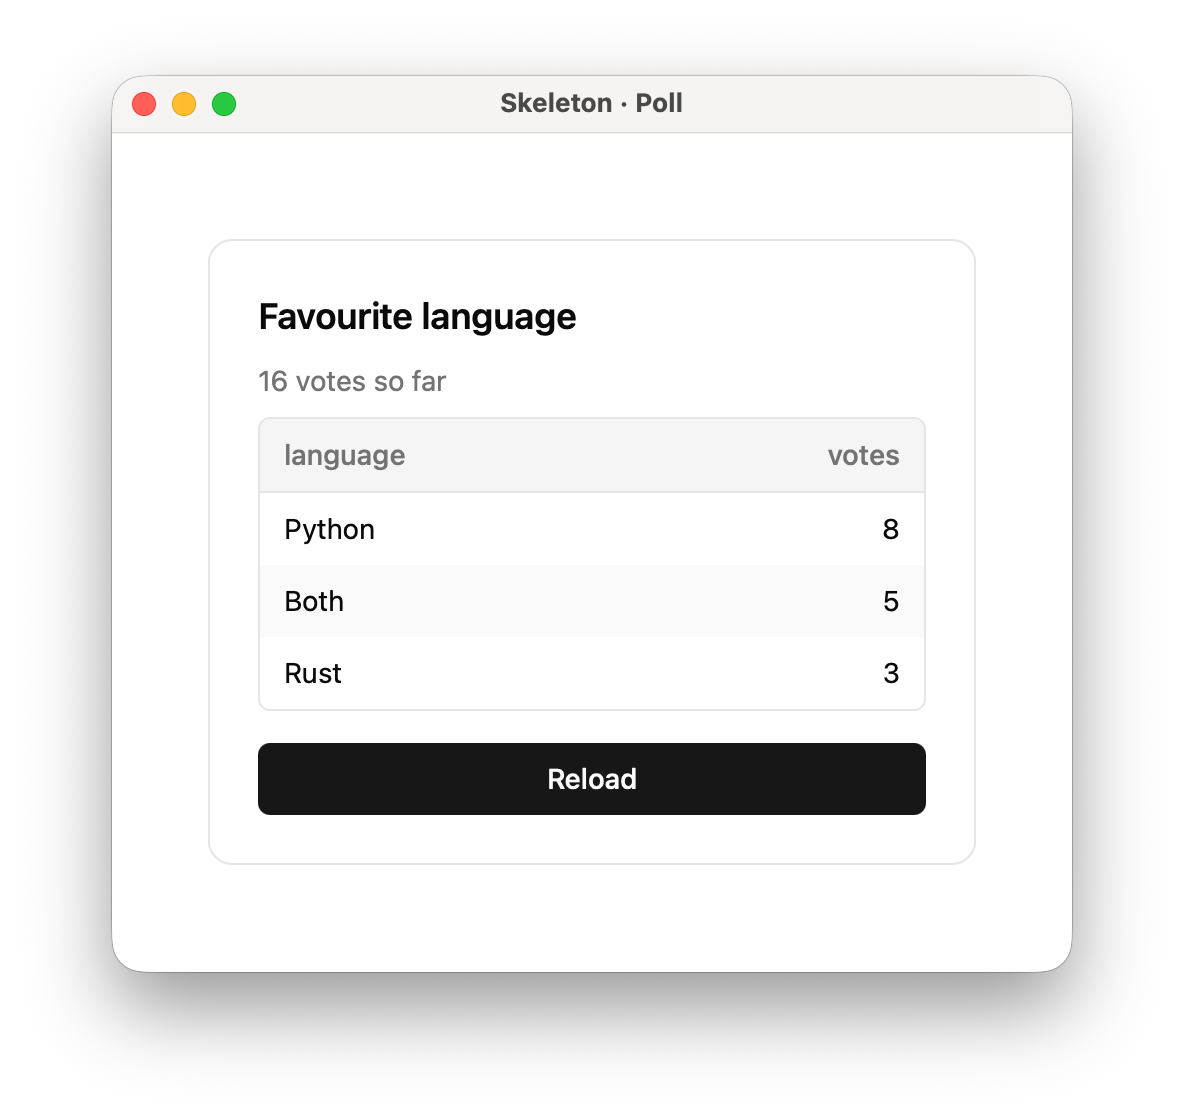 Skeleton · Poll
Favourite language
16 votes so far
language votes
Python 8
Both 5
Rust 3
Reload